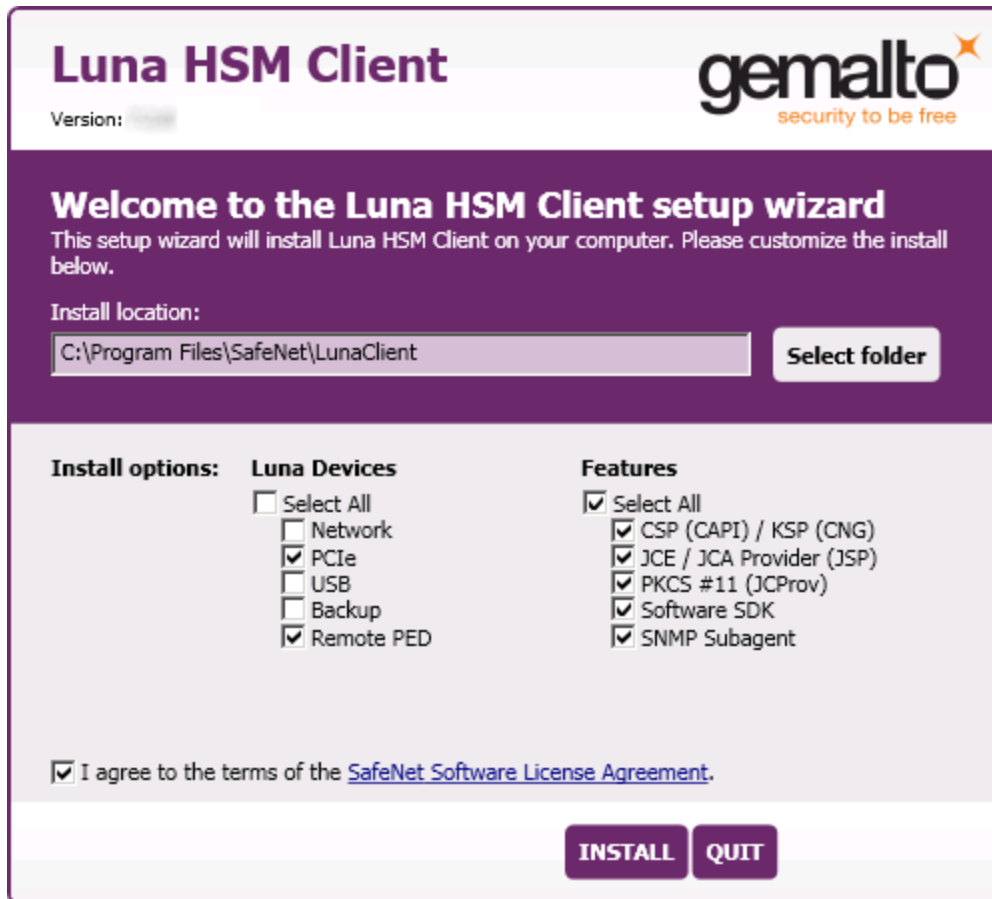 Luna HSM Client
gemalto
security to be free
Version:
Welcome to the Luna HSM Client setup wizard
This setup wizard will install Luna HSM Client on your computer. Please customize the install
below.
Install location:
C:\Program Files\SafeNet\LunaClient
Select folder
Install options:
Luna Devices
Select All
Network
PCIe
USB
Backup
Remote PED
Features
Select All
CSP (CAPI) / KSP (CNG)
JCE / JCA Provider (JSP)
PKCS #11 (JCProv)
Software SDK
SNMP Subagent
I agree to the terms of the SafeNet Software License Agreement.
INSTALL
QUIT